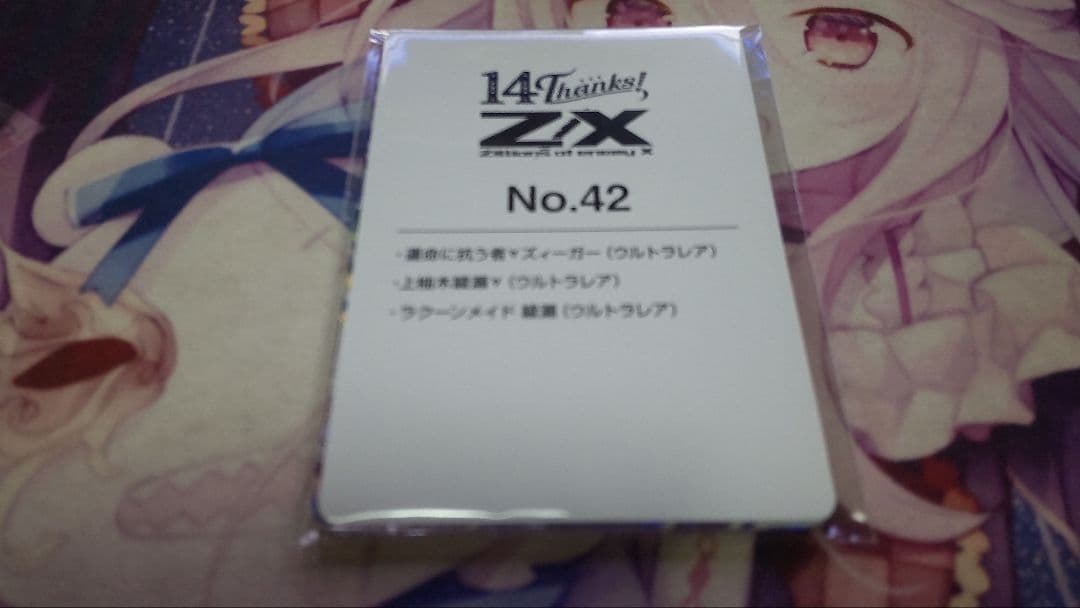 14 Thanks!
Z/X
Zillions of enemy X
No.42
・運命に抗う者∀ズィーガー（ウルトラレア）
・上柚木綾瀬∀（ウルトラレア）
・ラクーンメイド 綾瀬（ウルトラレア）